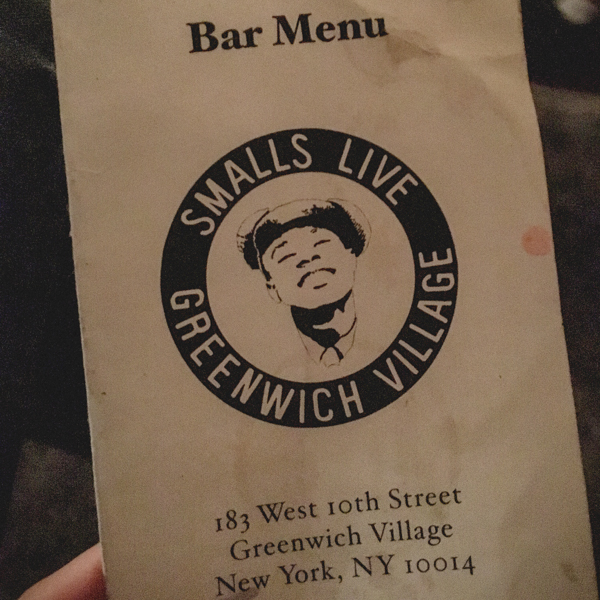 Bar Menu
SMALLS LIVE
GREENWICH VILLAGE
183 West 10th Street
Greenwich Village
New York, NY 10014